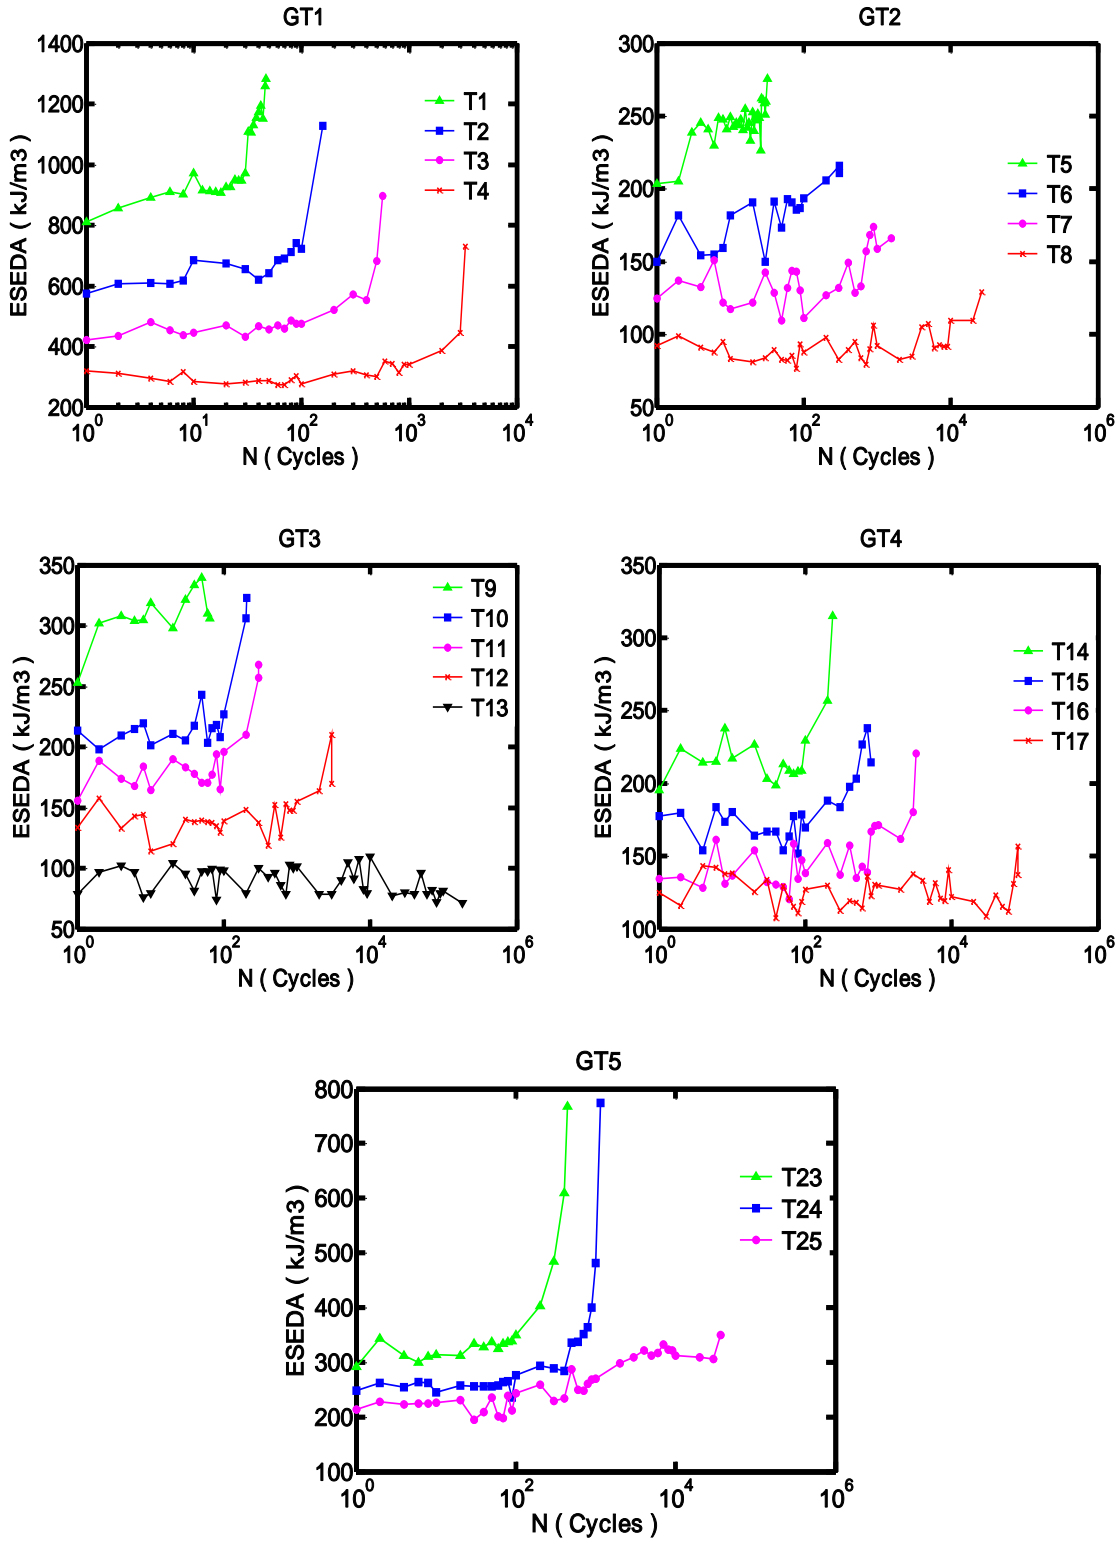 GT1
1400
1200
1000
800
600
400
200
ESEDA ( kJ/m3 )
10^0 10^1 10^2 10^3 10^4
N ( Cycles )
T1
T2
T3
T4
GT2
300
250
200
150
100
50
ESEDA ( kJ/m3 )
10^0 10^2 10^4 10^6
N ( Cycles )
T5
T6
T7
T8
GT3
350
300
250
200
150
100
50
ESEDA ( kJ/m3 )
10^0 10^2 10^4 10^6
N ( Cycles )
T9
T10
T11
T12
T13
GT4
350
300
250
200
150
100
ESEDA ( kJ/m3 )
10^0 10^2 10^4 10^6
N ( Cycles )
T14
T15
T16
T17
GT5
800
700
600
500
400
300
200
100
ESEDA ( kJ/m3 )
10^0 10^2 10^4 10^6
N ( Cycles )
T23
T24
T25